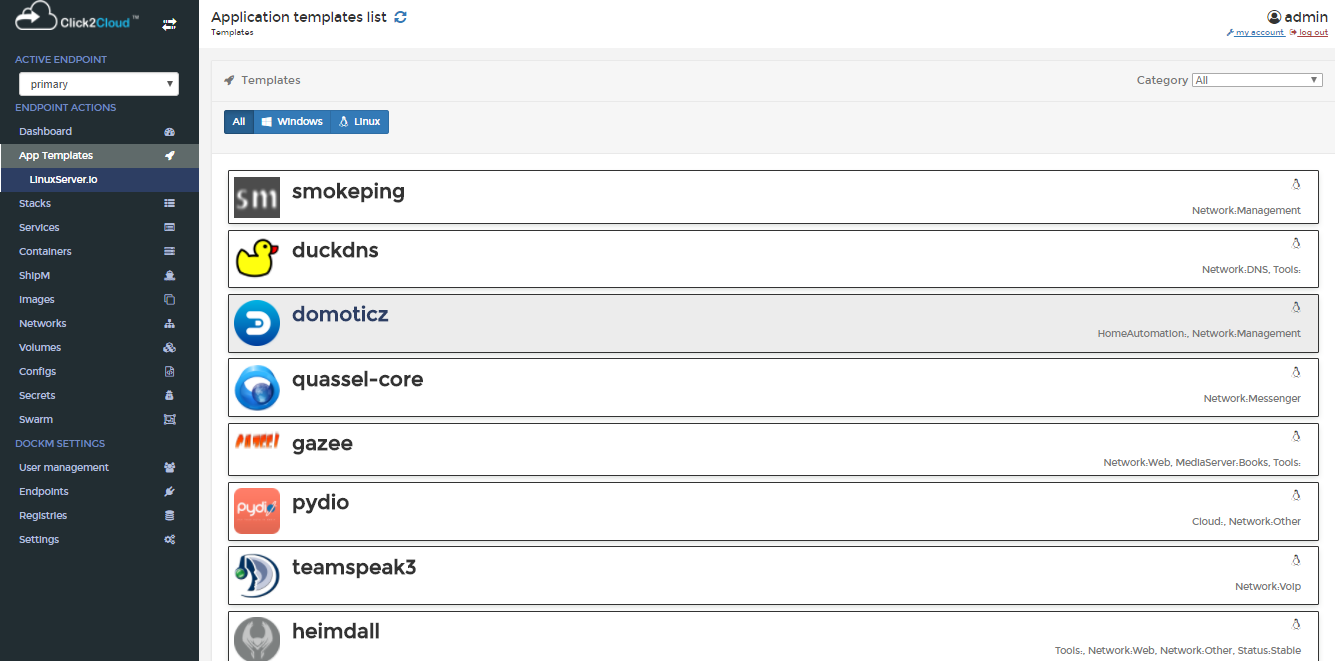 Click2Cloud™
ACTIVE ENDPOINT
primary
ENDPOINT ACTIONS
Dashboard
App Templates
LinuxServer.io
Stacks
Services
Containers
ShipM
Images
Networks
Volumes
Configs
Secrets
Swarm
DOCKM SETTINGS
User management
Endpoints
Registries
Settings
Application templates list
Templates
admin
my account log out
Templates
Category All
All Windows Linux
sm
smokeping
Network:Management
duckdns
Network:DNS, Tools:
domoticz
HomeAutomation:, Network:Management
quassel-core
Network:Messenger
gazee
Network:Web, MediaServer:Books, Tools:
pydio
pydio
Cloud:, Network:Other
teamspeak3
Network:Voip
heimdall
Tools:, Network:Web, Network:Other, Status:Stable